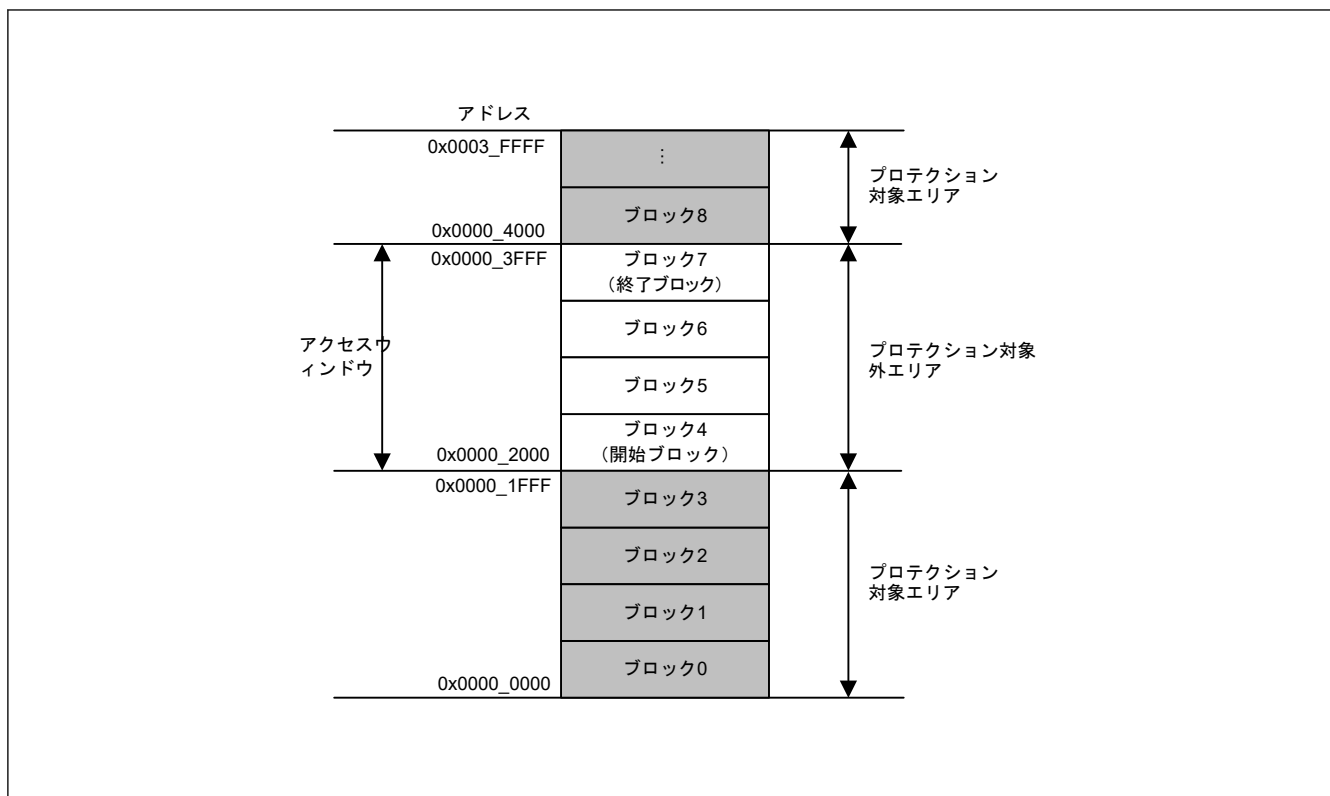 アドレス
0x0003_FFFF
⋮
プロテクション
対象エリア
ブロック8
0x0000_4000
0x0000_3FFF
ブロック7
(終了ブロック)
ブロック6
アクセスウ
ィンドウ
プロテクション対象
外エリア
ブロック5
ブロック4
(開始ブロック)
0x0000_2000
0x0000_1FFF
ブロック3
ブロック2
プロテクション
対象エリア
ブロック1
ブロック0
0x0000_0000